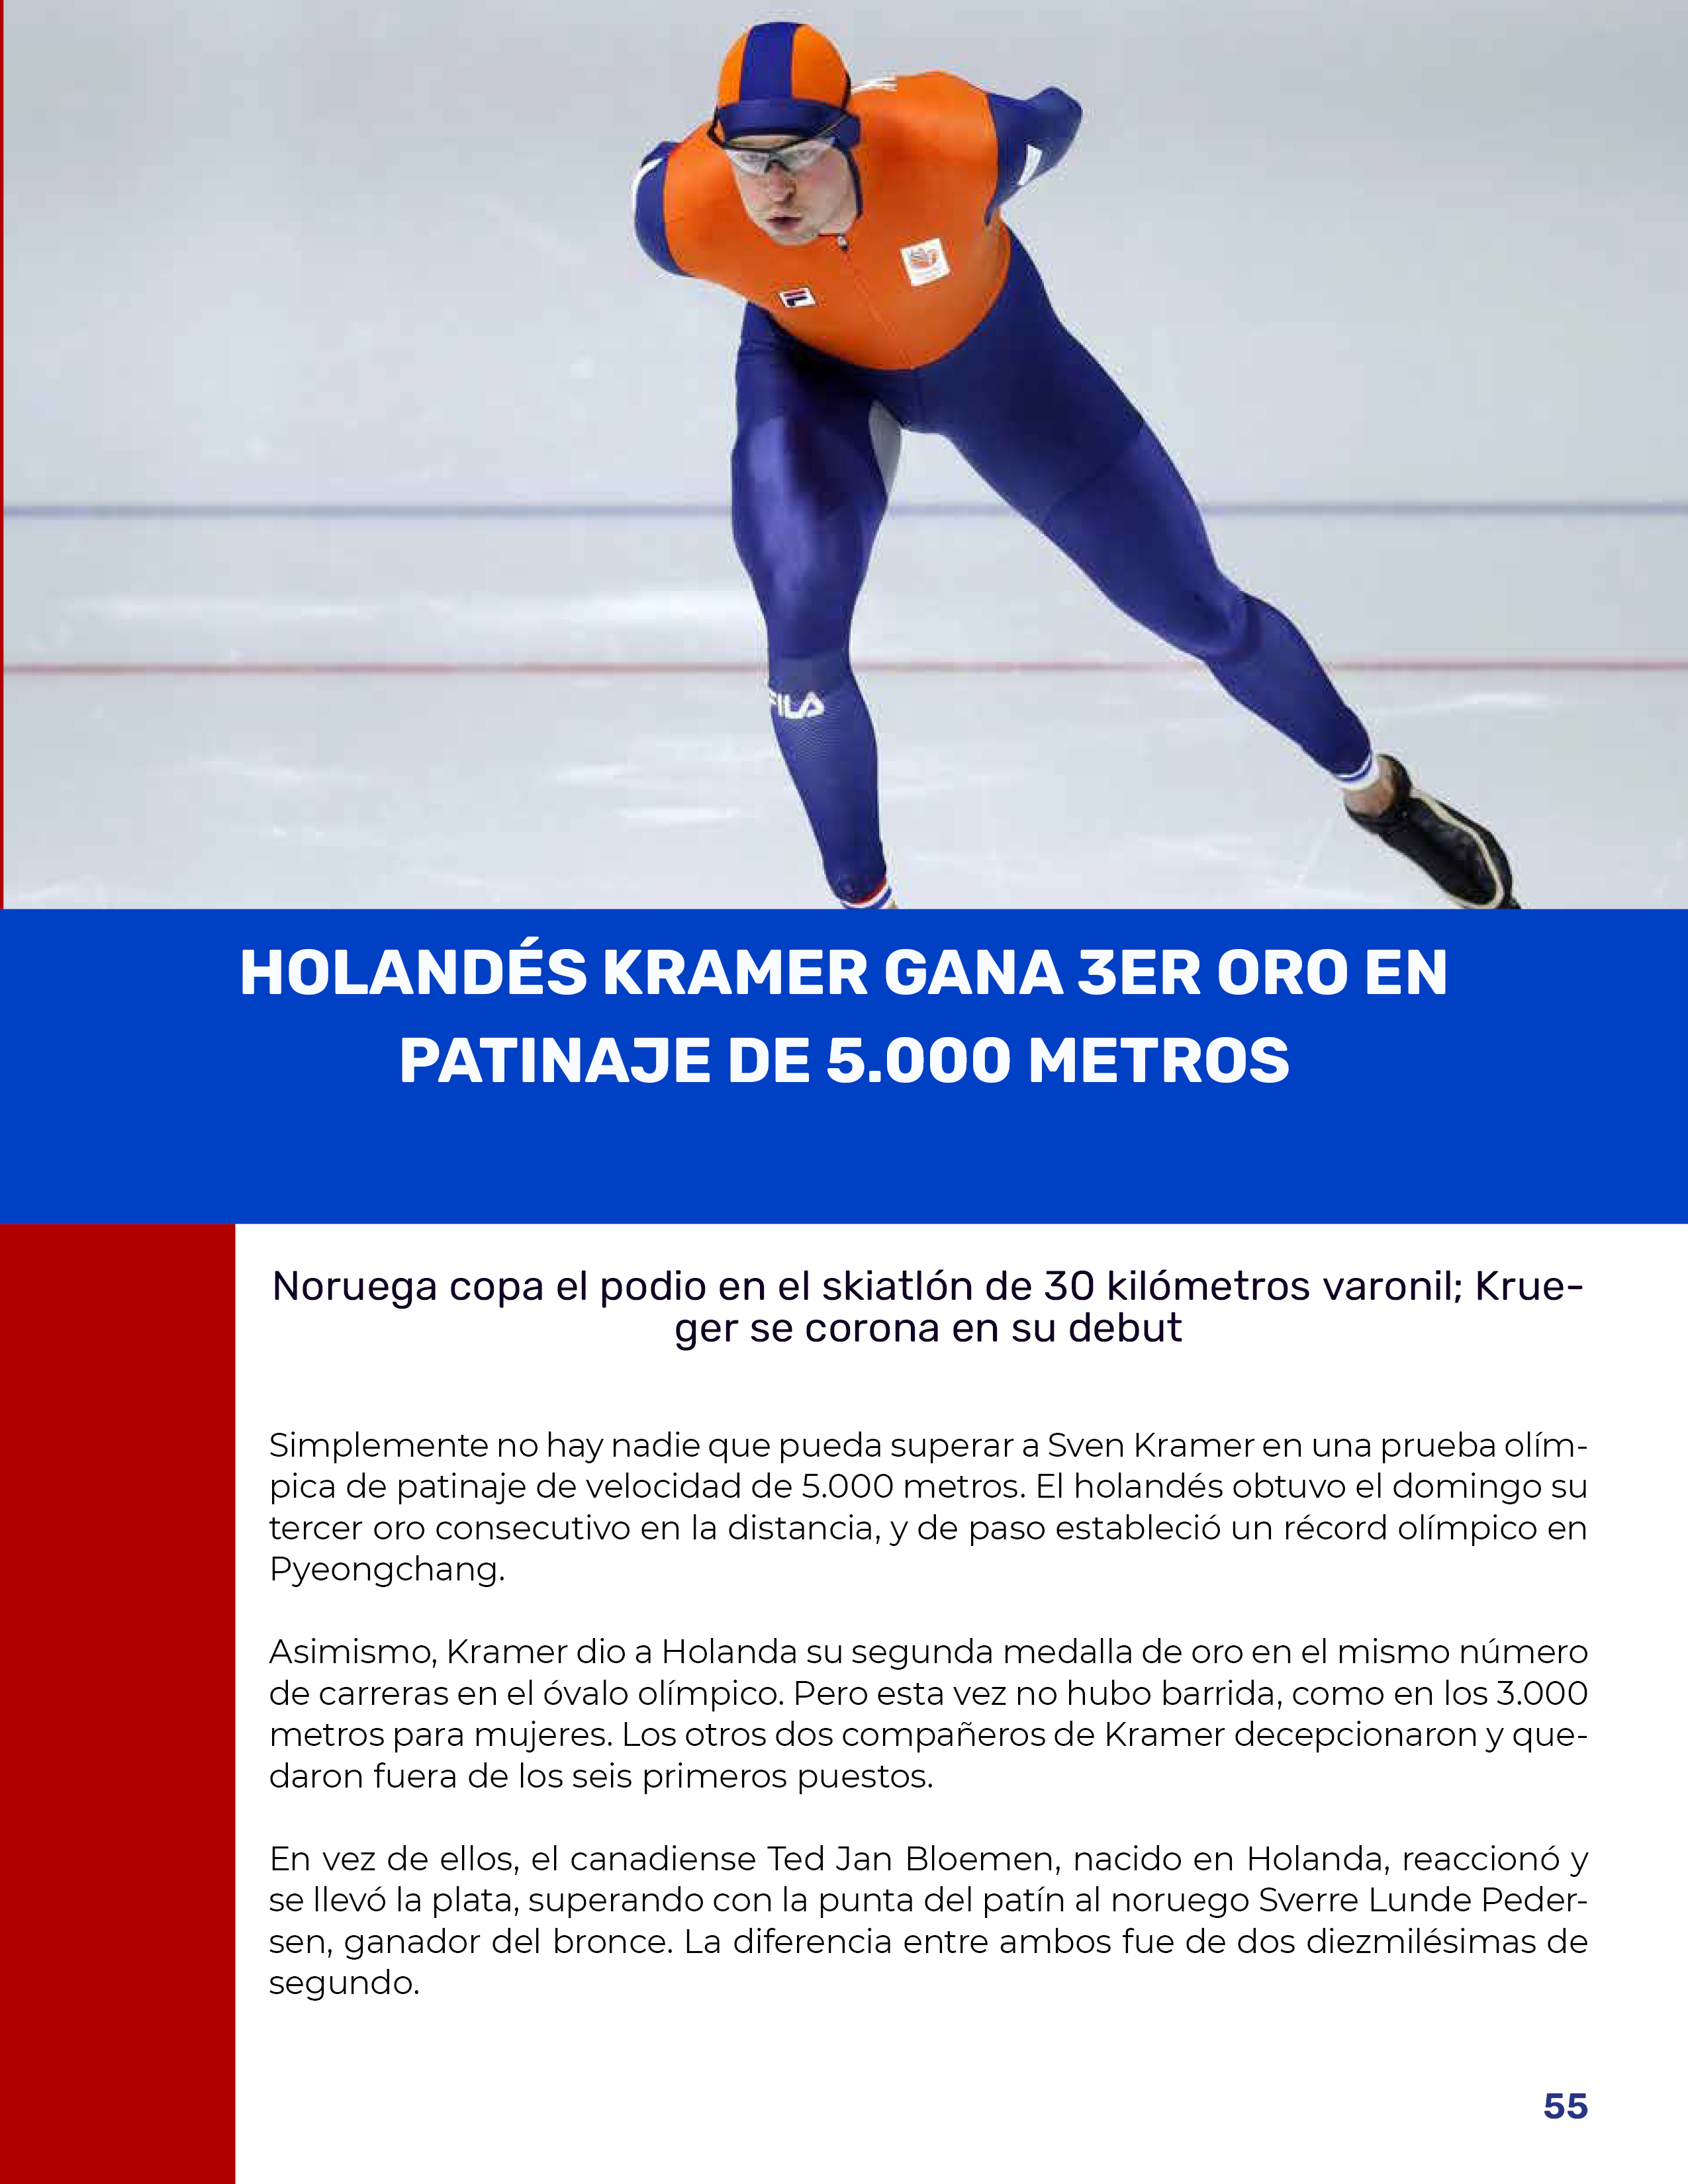 FILA
HOLANDÉS KRAMER GANA 3ER ORO EN
PATINAJE DE 5.000 METROS
Noruega copa el podio en el skiatlón de 30 kilómetros varonil; Krue-
ger se corona en su debut
Simplemente no hay nadie que pueda superar a Sven Kramer en una prueba olím-
pica de patinaje de velocidad de 5.000 metros. El holandés obtuvo el domingo su
tercer oro consecutivo en la distancia, y de paso estableció un récord olímpico en
Pyeongchang.
Asimismo, Kramer dio a Holanda su segunda medalla de oro en el mismo número
de carreras en el óvalo olímpico. Pero esta vez no hubo barrida, como en los 3.000
metros para mujeres. Los otros dos compañeros de Kramer decepcionaron y que-
daron fuera de los seis primeros puestos.
En vez de ellos, el canadiense Ted Jan Bloemen, nacido en Holanda, reaccionó y
se llevó la plata, superando con la punta del patín al noruego Sverre Lunde Peder-
sen, ganador del bronce. La diferencia entre ambos fue de dos diezmilésimas de
segundo.
55